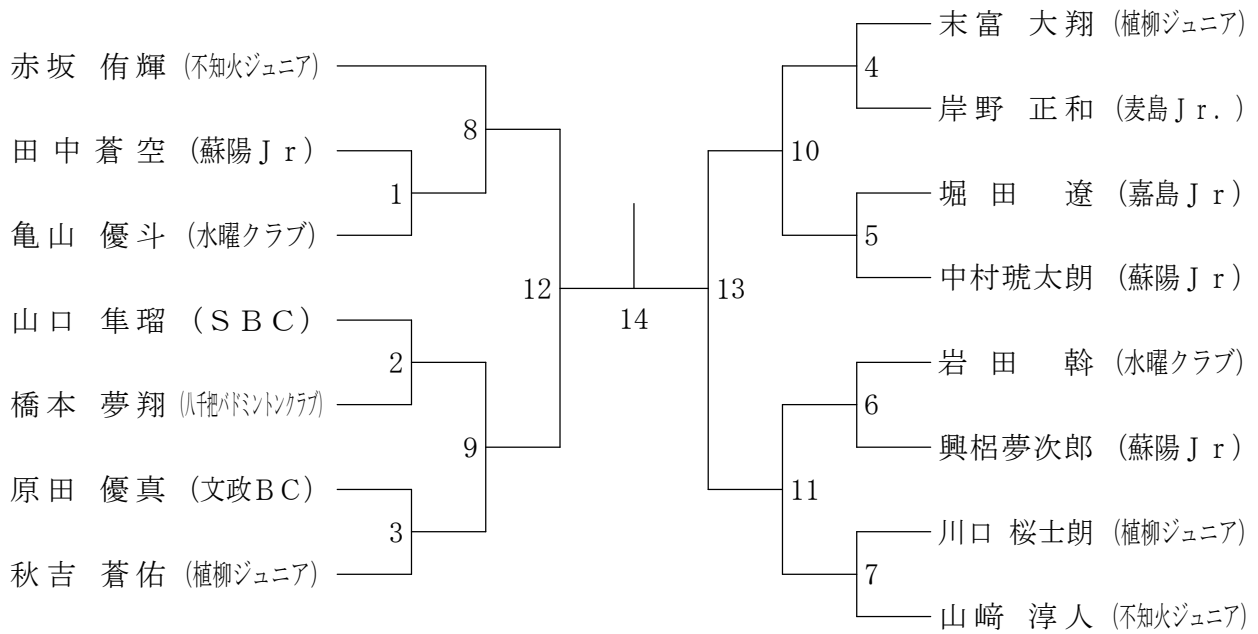 赤坂 侑輝 (不知火ジュニア)
田中蒼空 (蘇陽Ｊｒ)
亀山 優斗 (水曜クラブ)
山口 隼瑠 (ＳＢＣ)
橋本 夢翔 (八千把バドミントンクラブ)
原田 優真 (文政BC)
秋吉 蒼佑 (植柳ジュニア)
1
2
3
8
9
12
14
13
10
11
4
5
6
7
末富 大翔 (植柳ジュニア)
岸野 正和 (麦島Ｊｒ.)
堀田 遼 (嘉島Ｊｒ)
中村琥太朗 (蘇陽Ｊｒ)
岩田 幹 (水曜クラブ)
興梠夢次郎 (蘇陽Ｊｒ)
川口 桜士朗 (植柳ジュニア)
山﨑 淳人 (不知火ジュニア)